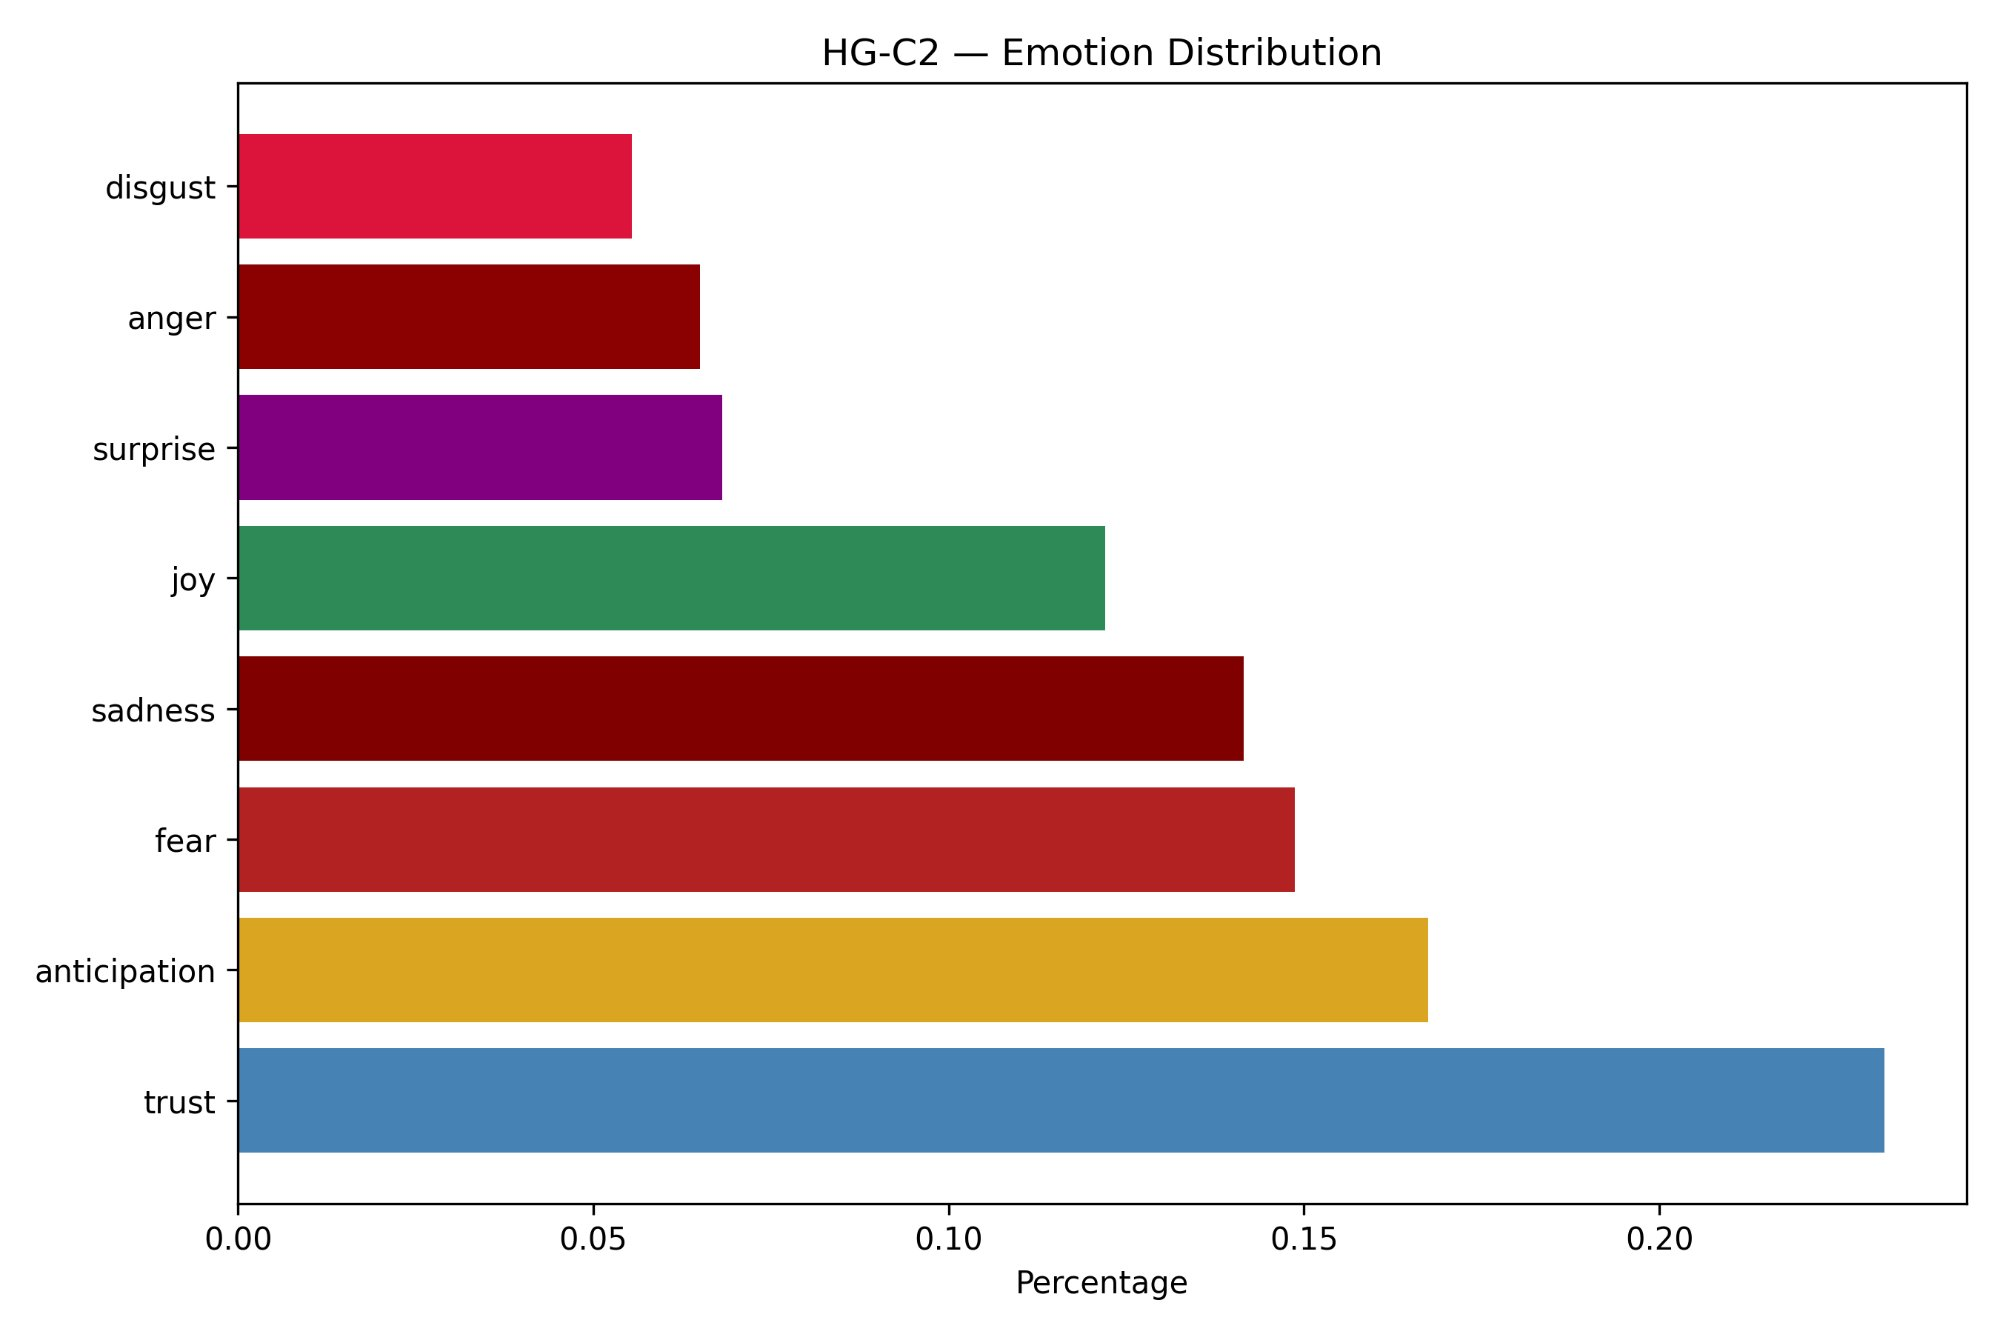 HG-C2 — Emotion Distribution
disgust
anger
surprise
joy
sadness
fear
anticipation
trust
0.00 0.05 0.10 0.15 0.20
Percentage